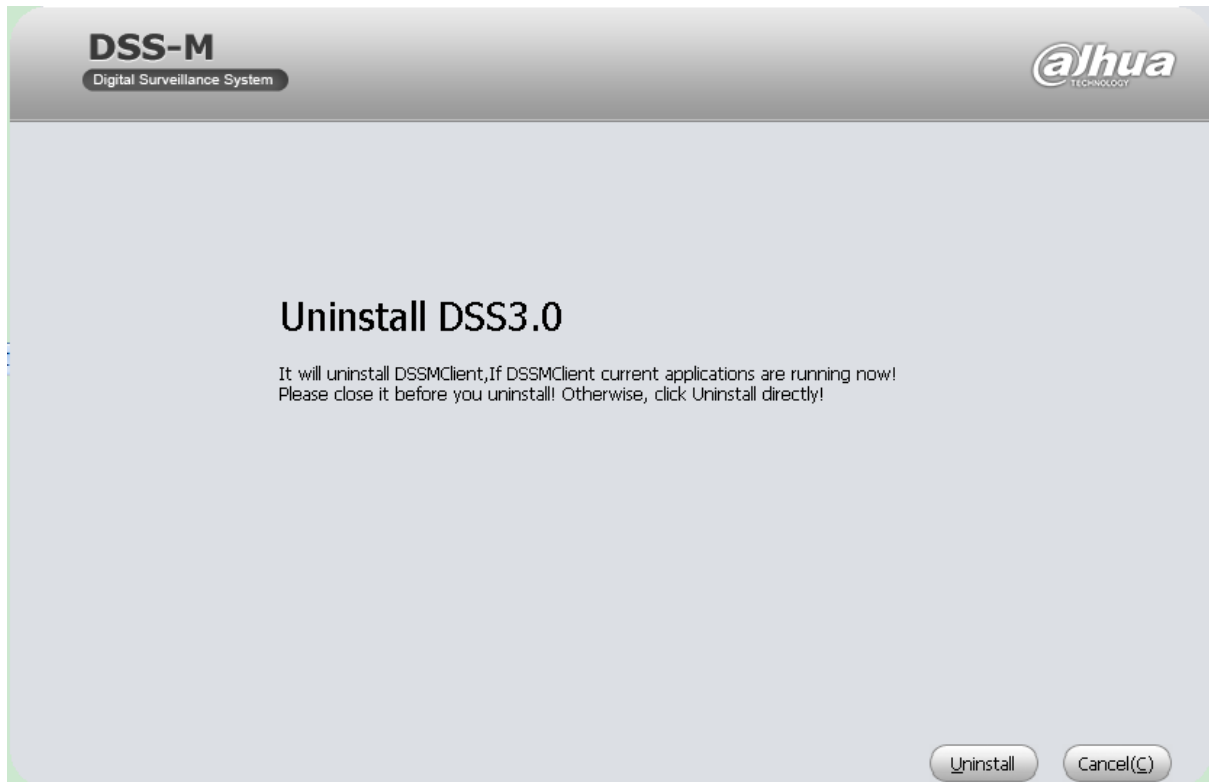 DSS-M
Digital Surveillance System
alhua
TECHNOLOGY
Uninstall DSS3.0
It will uninstall DSSMClient,If DSSMClient current applications are running now!
Please close it before you uninstall! Otherwise, click Uninstall directly!
Uninstall
Cancel(C)